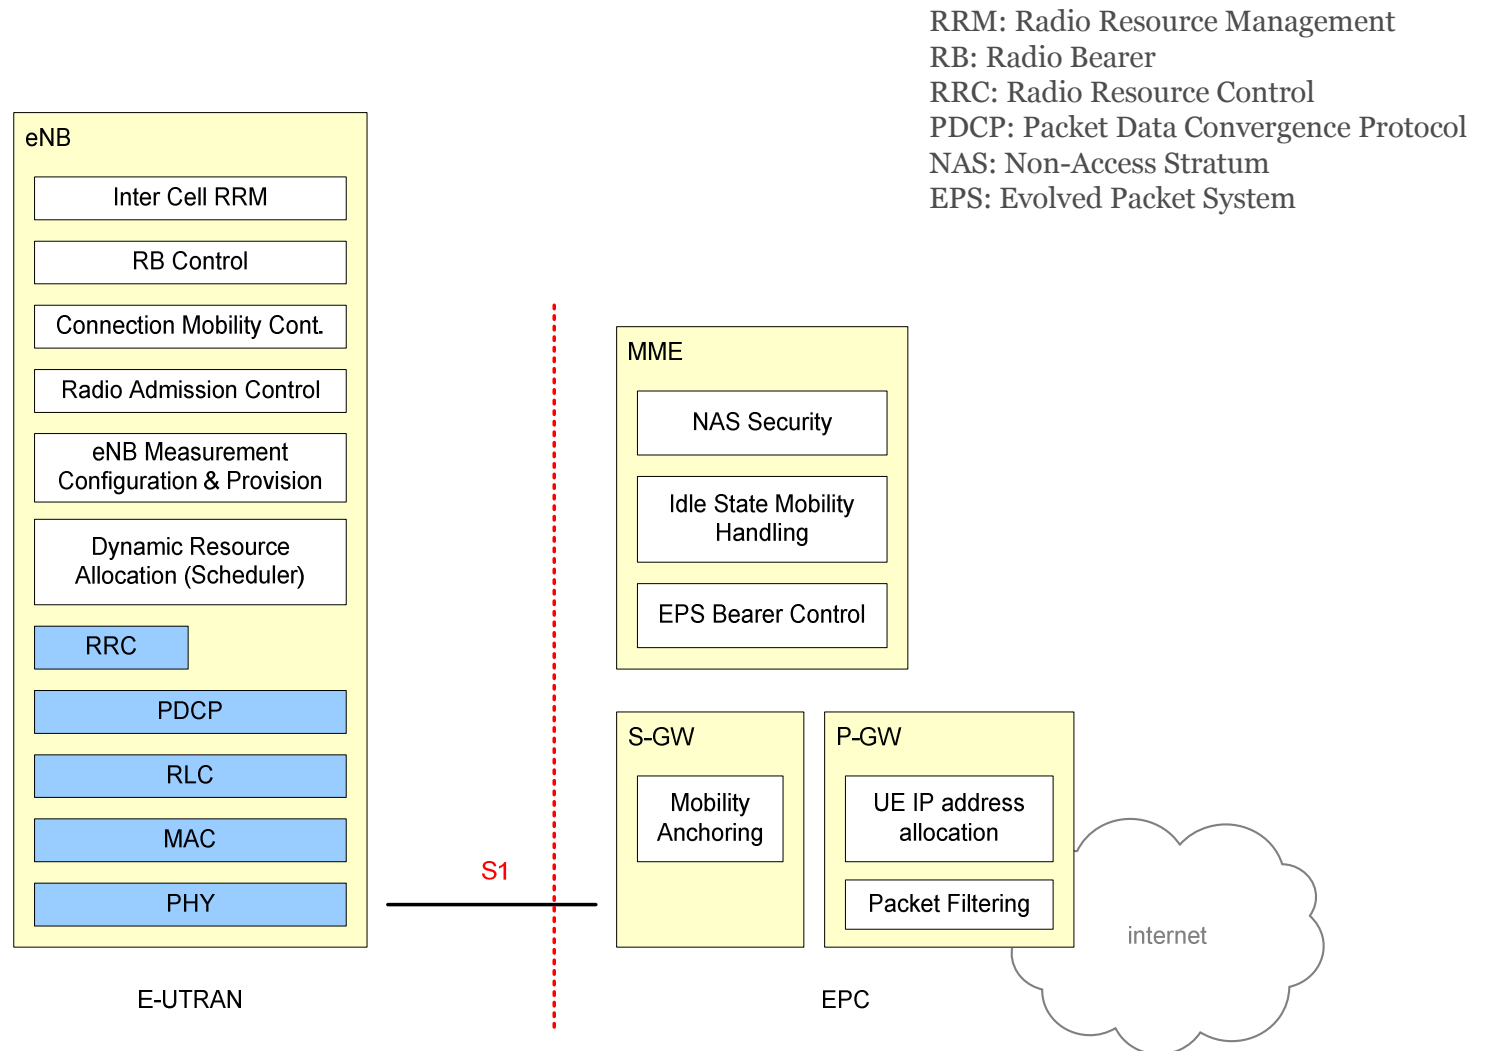 RRM: Radio Resource Management
RB: Radio Bearer
RRC: Radio Resource Control
PDCP: Packet Data Convergence Protocol
NAS: Non-Access Stratum
EPS: Evolved Packet System
eNB
Inter Cell RRM
RB Control
Connection Mobility Cont.
Radio Admission Control
eNB Measurement
Configuration & Provision
Dynamic Resource
Allocation (Scheduler)
RRC
PDCP
RLC
MAC
PHY
S1
MME
NAS Security
Idle State Mobility
Handling
EPS Bearer Control
S-GW
Mobility
Anchoring
P-GW
UE IP address
allocation
Packet Filtering
internet
E-UTRAN
EPC